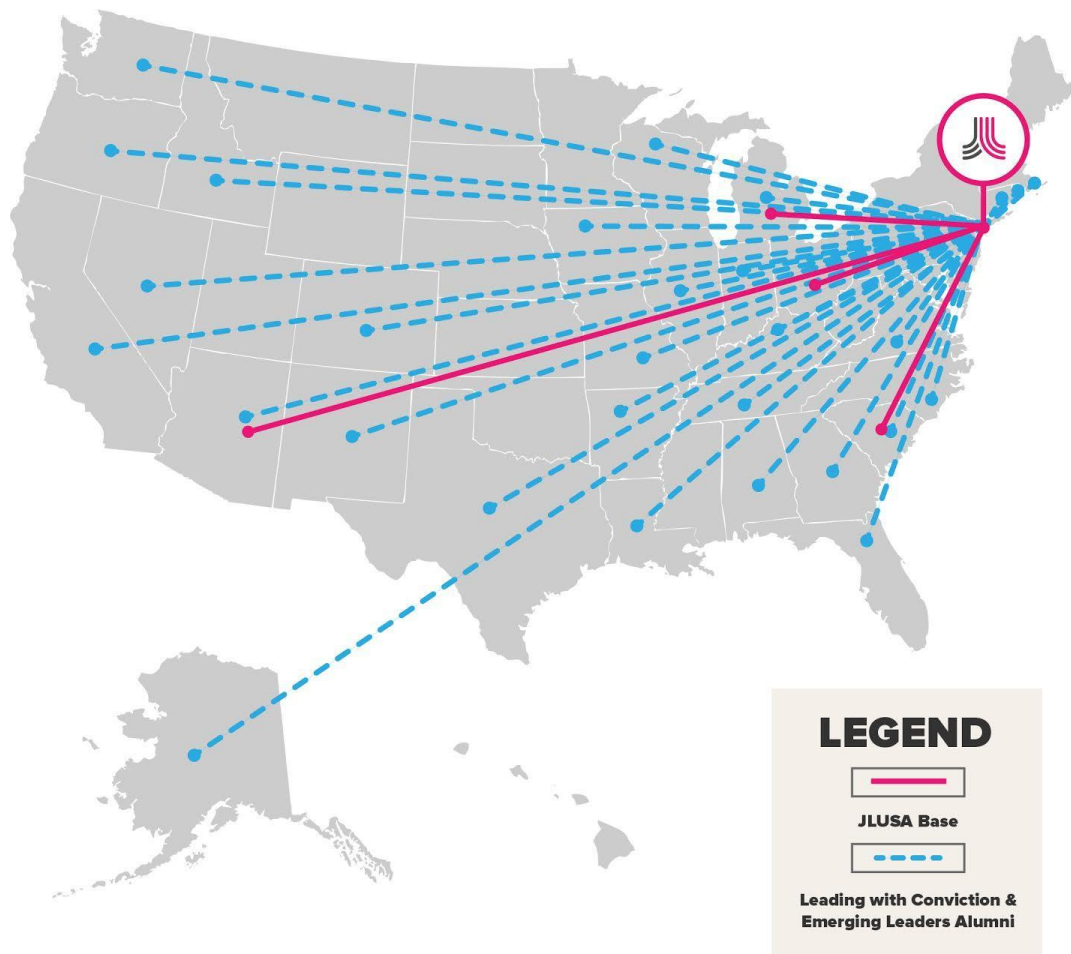 LEGEND
JLUSA Base
Leading with Conviction &
Emerging Leaders Alumni